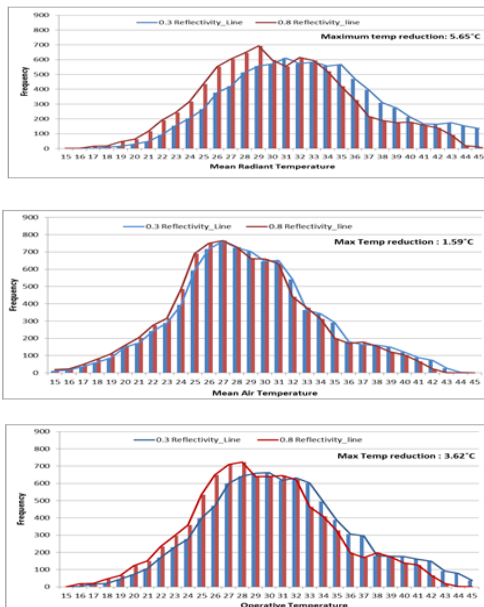 0.3 Reflectivity_Line 0.8 Reflectivity_line
Maximum temp reduction: 5.65°C
900
800
700
600
500
400
300
200
100
0
Frequency
15 16 17 18 19 20 21 22 23 24 25 26 27 28 29 30 31 32 33 34 35 36 37 38 39 40 41 42 43 44 45
Mean Radiant Temperature
0.3 Reflectivity_Line 0.8 Reflectivity_line
Max Temp reduction : 1.59°C
900
800
700
600
500
400
300
200
100
0
Frequency
15 16 17 18 19 20 21 22 23 24 25 26 27 28 29 30 31 32 33 34 35 36 37 38 39 40 41 42 43 44 45
Mean Air Temperature
0.3 Reflectivity_Line 0.8 Reflectivity_line
Max Temp reduction : 3.62°C
900
800
700
600
500
400
300
200
100
0
Frequency
15 16 17 18 19 20 21 22 23 24 25 26 27 28 29 30 31 32 33 34 35 36 37 38 39 40 41 42 43 44 45
Operative Temperature